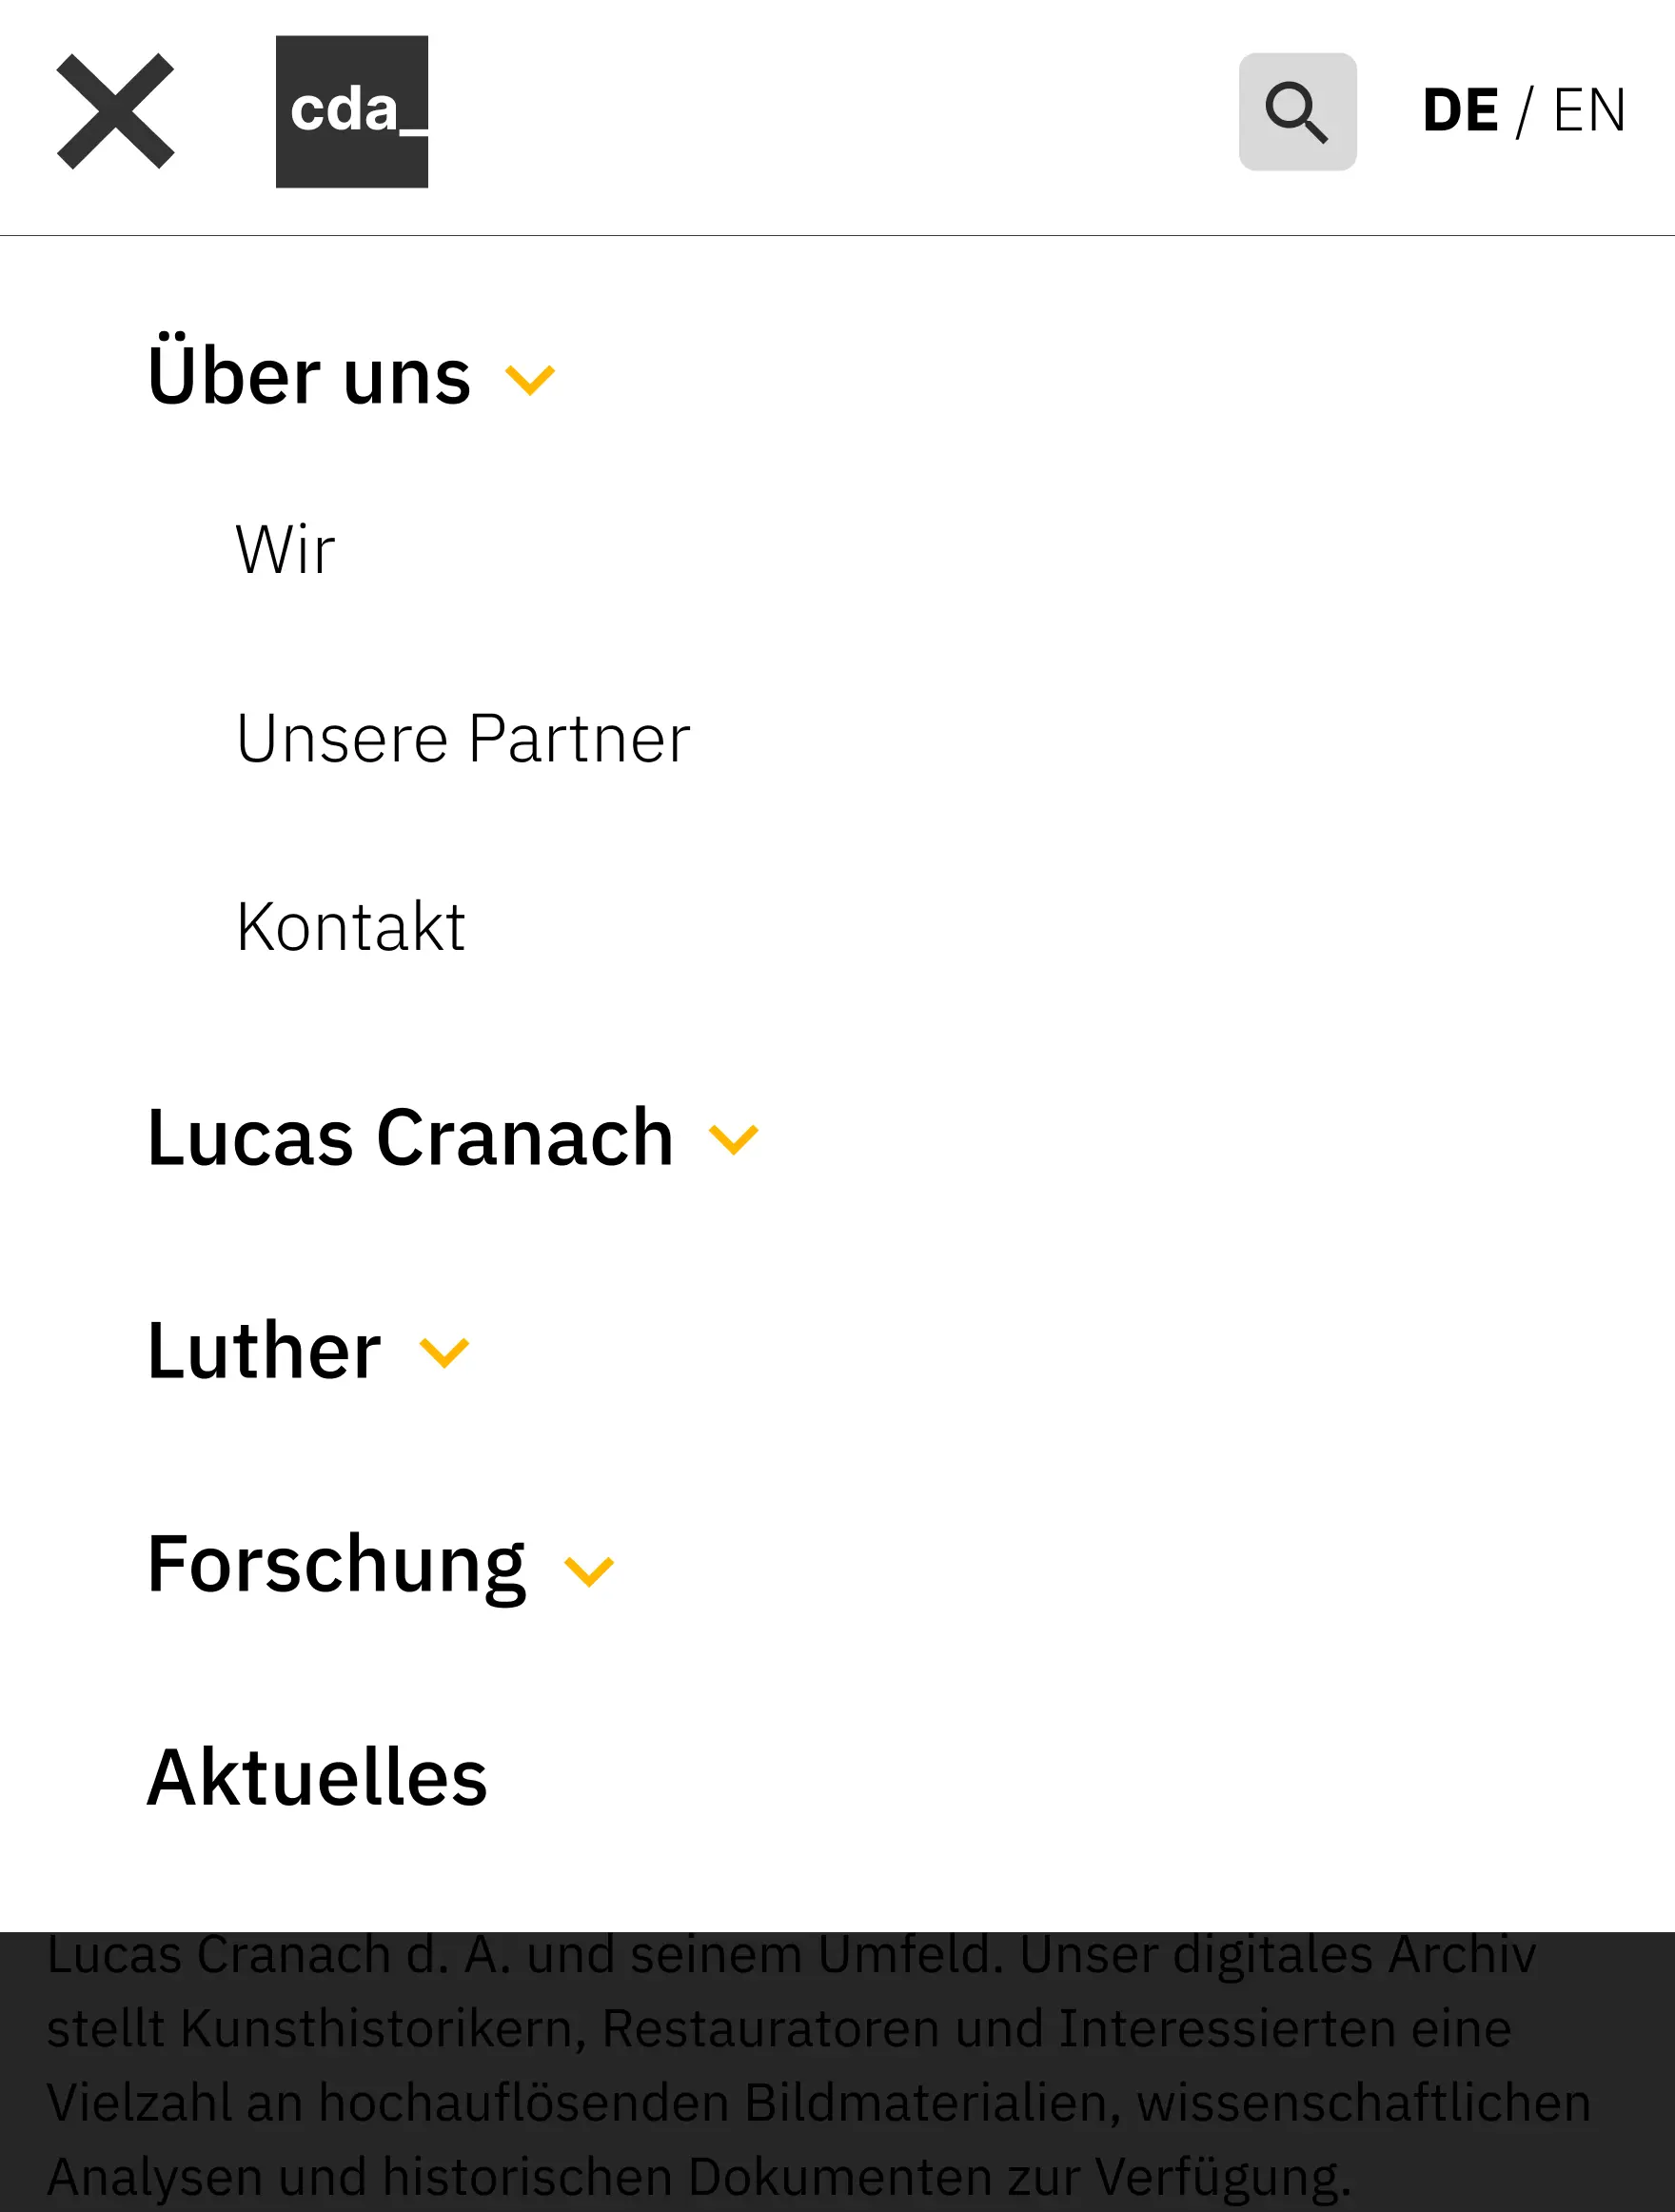 cda_
DE / EN
Über uns
Wir
Unsere Partner
Kontakt
Lucas Cranach
Luther
Forschung
Aktuelles
Lucas Cranach d. A. und seinem Umfeld. Unser digitales Archiv
stellt Kunsthistorikern, Restauratoren und Interessierten eine
Vielzahl an hochauflösenden Bildmaterialien, wissenschaftlichen
Analysen und historischen Dokumenten zur Verfügung.